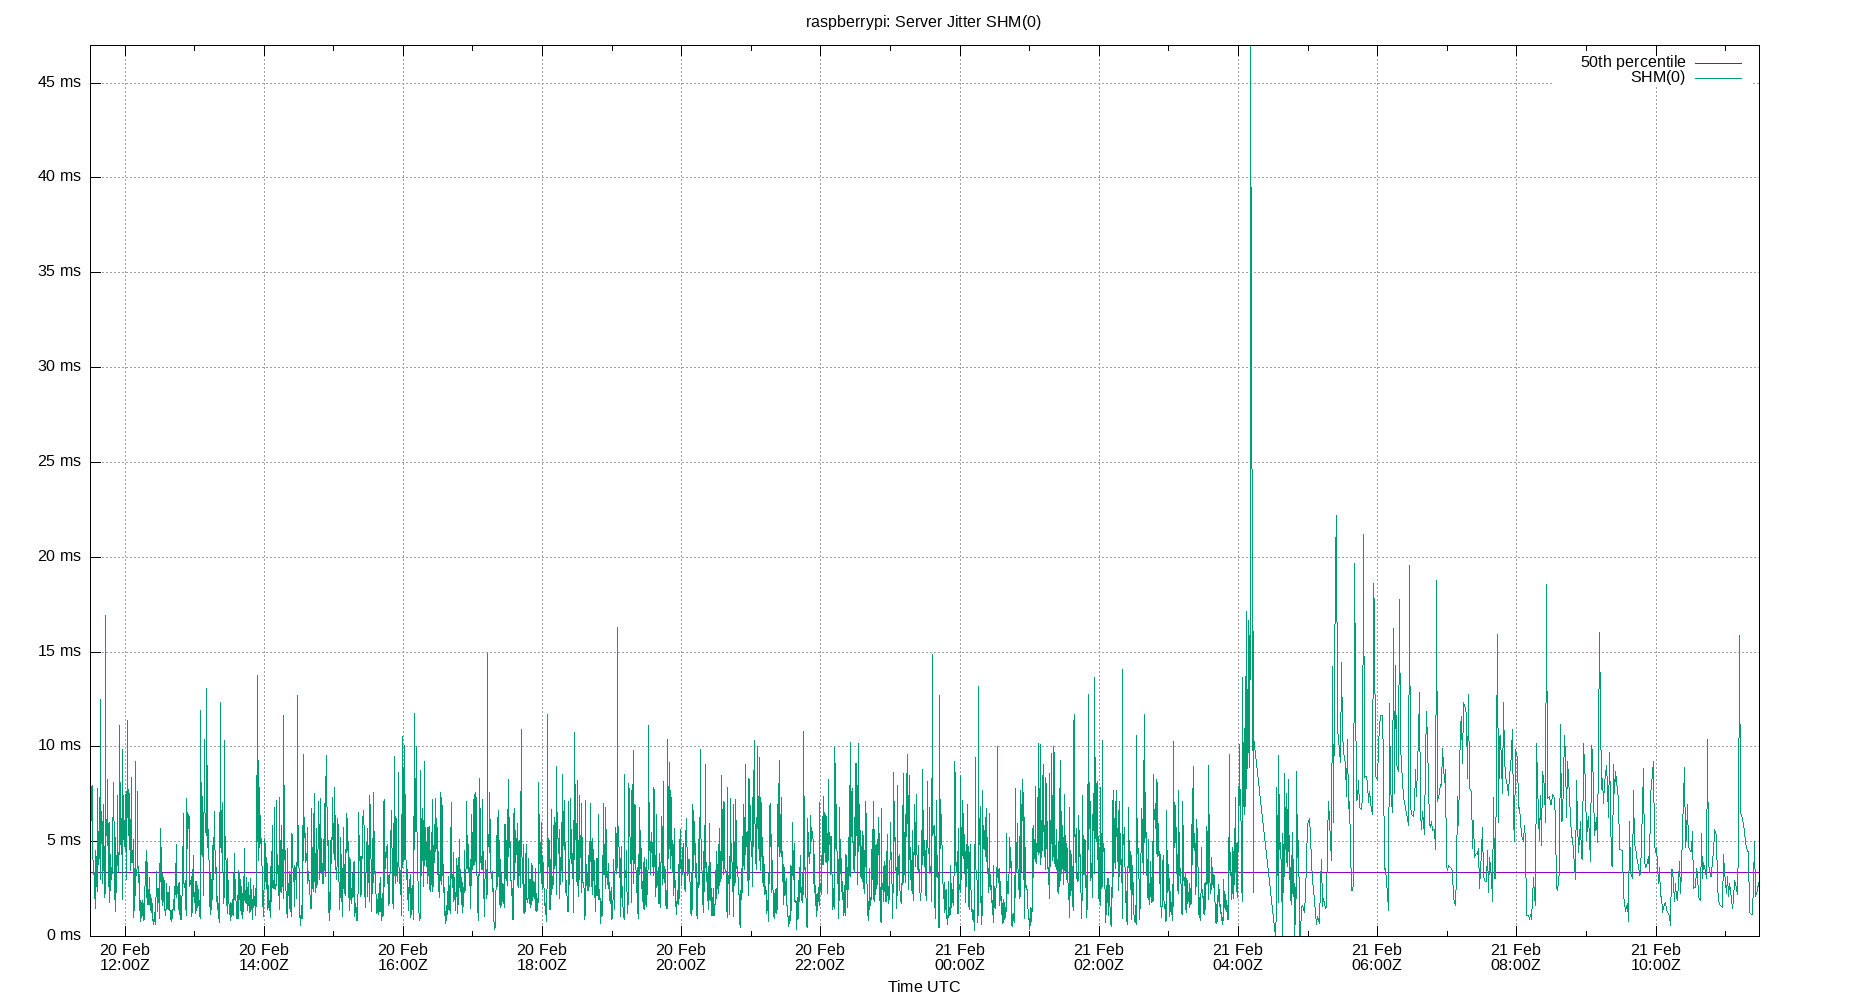 raspberrypi: Server Jitter SHM(0)
50th percentile
SHM(0)
45 ms
40 ms
35 ms
30 ms
25 ms
20 ms
15 ms
10 ms
5 ms
0 ms
20 Feb 20 Feb 20 Feb 20 Feb 20 Feb 20 Feb 21 Feb 21 Feb 21 Feb 21 Feb 21 Feb 21 Feb
12:00Z 14:00Z 16:00Z 18:00Z 20:00Z 22:00Z 00:00Z 02:00Z 04:00Z 06:00Z 08:00Z 10:00Z
Time UTC